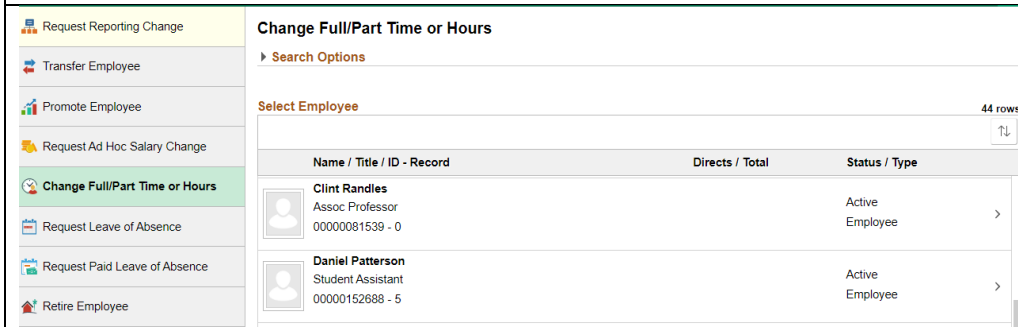 Request Reporting Change
Transfer Employee
Promote Employee
Request Ad Hoc Salary Change
Change Full/Part Time or Hours
Request Leave of Absence
Request Paid Leave of Absence
Retire Employee
Change Full/Part Time or Hours
Search Options
Select Employee
44 rows
Name / Title / ID - Record Directs / Total Status / Type
Clint Randles
Assoc Professor
00000081539 - 0
Active
Employee
Daniel Patterson
Student Assistant
00000152688 - 5
Active
Employee